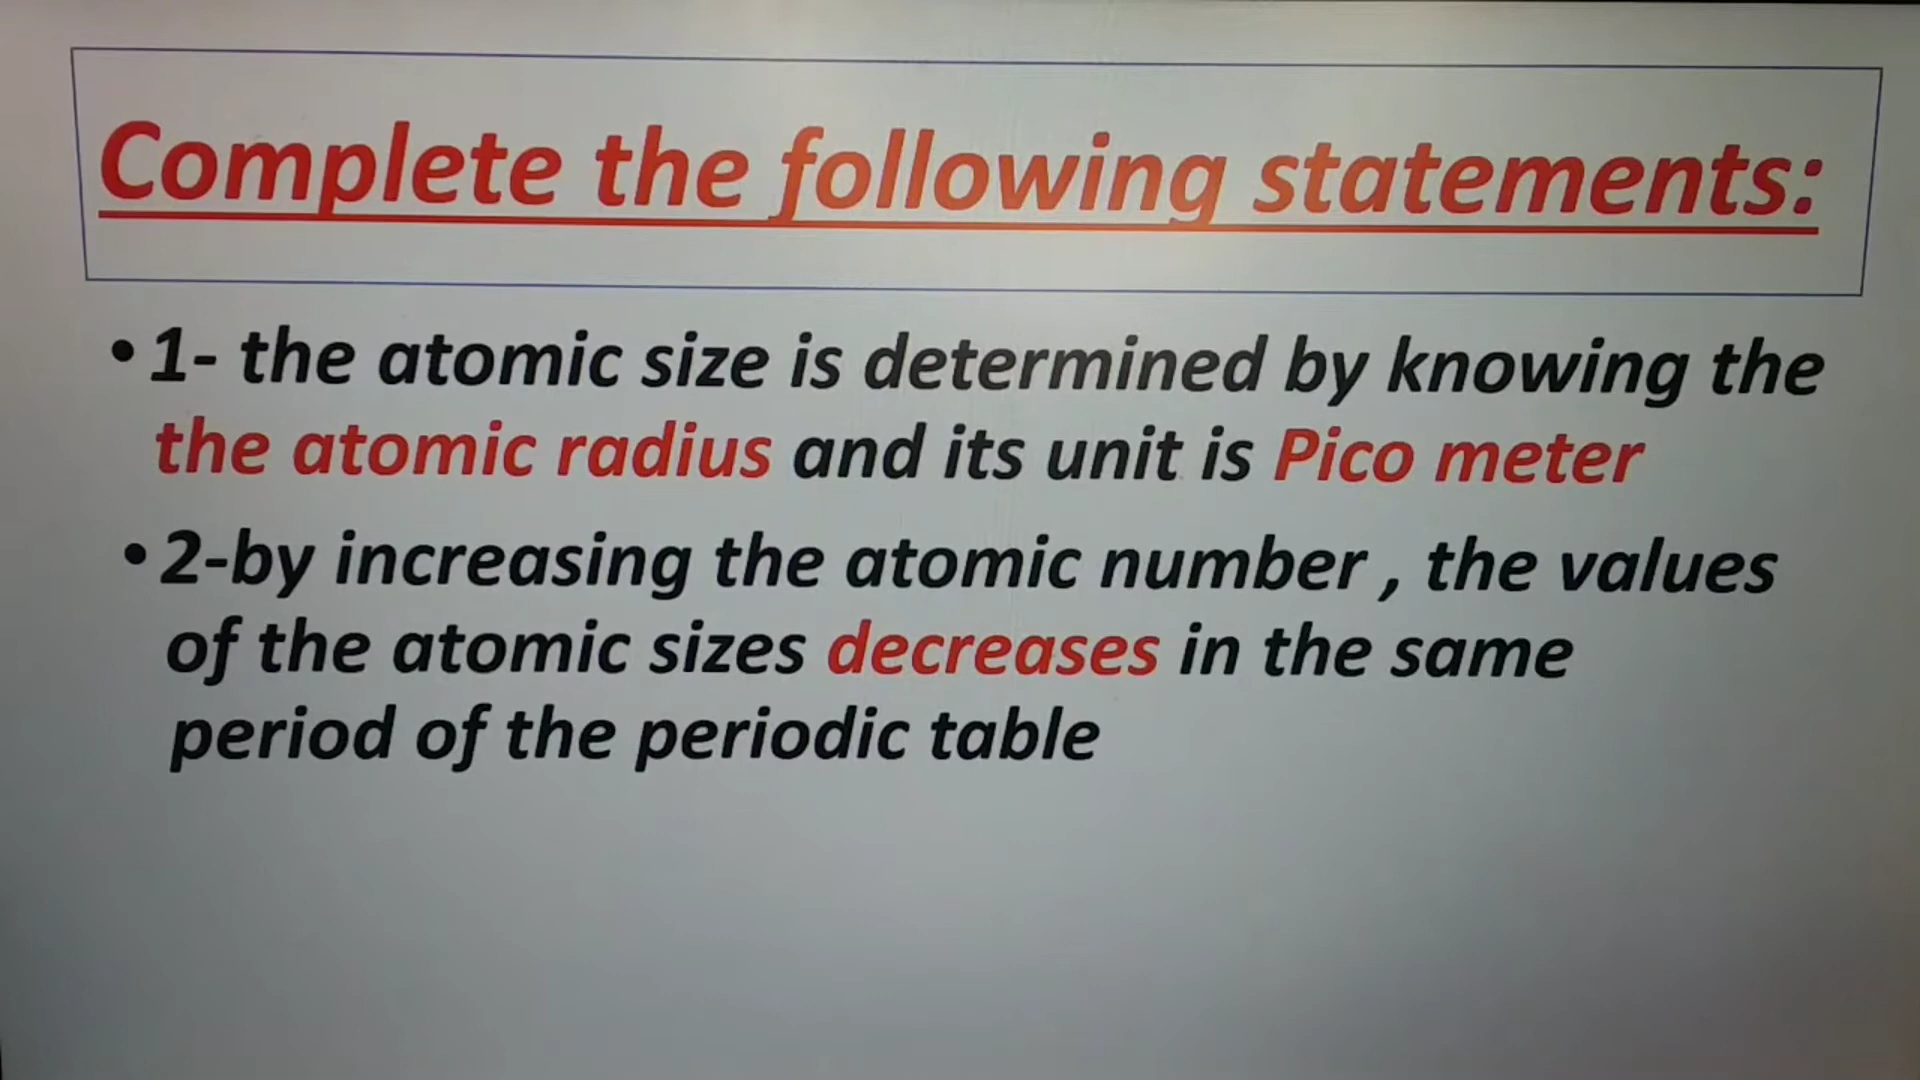 Complete the following statements:
• 1- the atomic size is determined by knowing the
the atomic radius and its unit is Pico meter
• 2-by increasing the atomic number , the values
of the atomic sizes decreases in the same
period of the periodic table